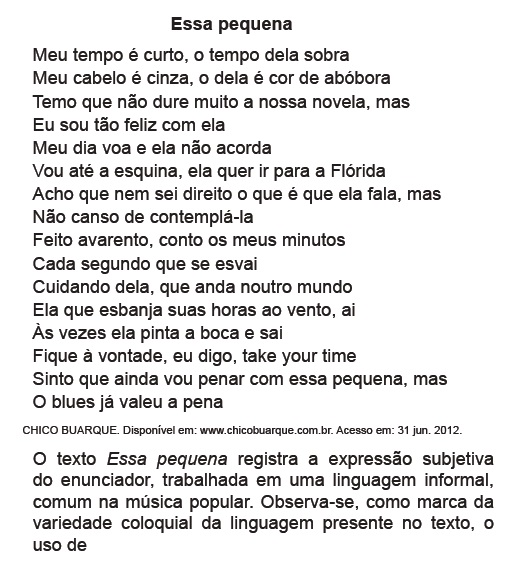 Essa pequena
Meu tempo é curto, o tempo dela sobra
Meu cabelo é cinza, o dela é cor de abóbora
Temo que não dure muito a nossa novela, mas
Eu sou tão feliz com ela
Meu dia voa e ela não acorda
Vou até a esquina, ela quer ir para a Flórida
Acho que nem sei direito o que é que ela fala, mas
Não canso de contemplá-la
Feito avarento, conto os meus minutos
Cada segundo que se esvai
Cuidando dela, que anda noutro mundo
Ela que esbanja suas horas ao vento, ai
Às vezes ela pinta a boca e sai
Fique à vontade, eu digo, take your time
Sinto que ainda vou penar com essa pequena, mas
O blues já valeu a pena
CHICO BUARQUE. Disponível em: www.chicobuarque.com.br. Acesso em: 31 jun. 2012.
O texto Essa pequena registra a expressão subjetiva
do enunciador, trabalhada em uma linguagem informal,
comum na música popular. Observa-se, como marca da
variedade coloquial da linguagem presente no texto, o
uso de